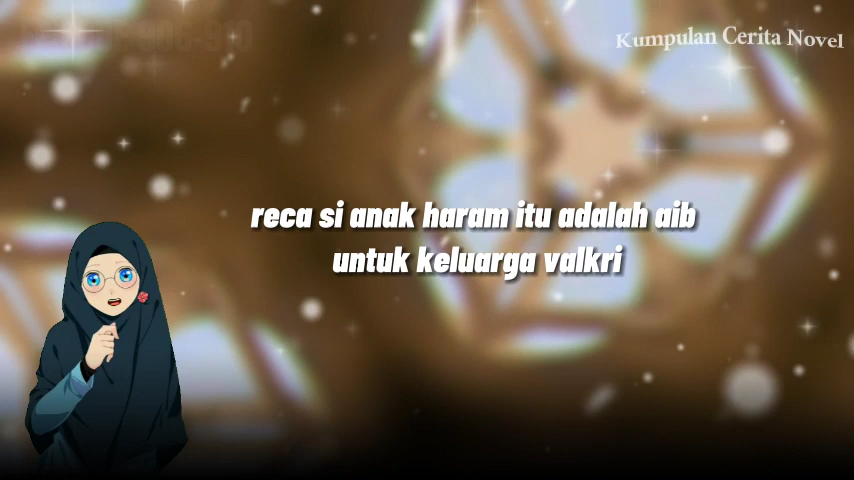 Kumpulan Cerita Novel
reca si anak haram itu adalah aib
untuk keluarga valkri